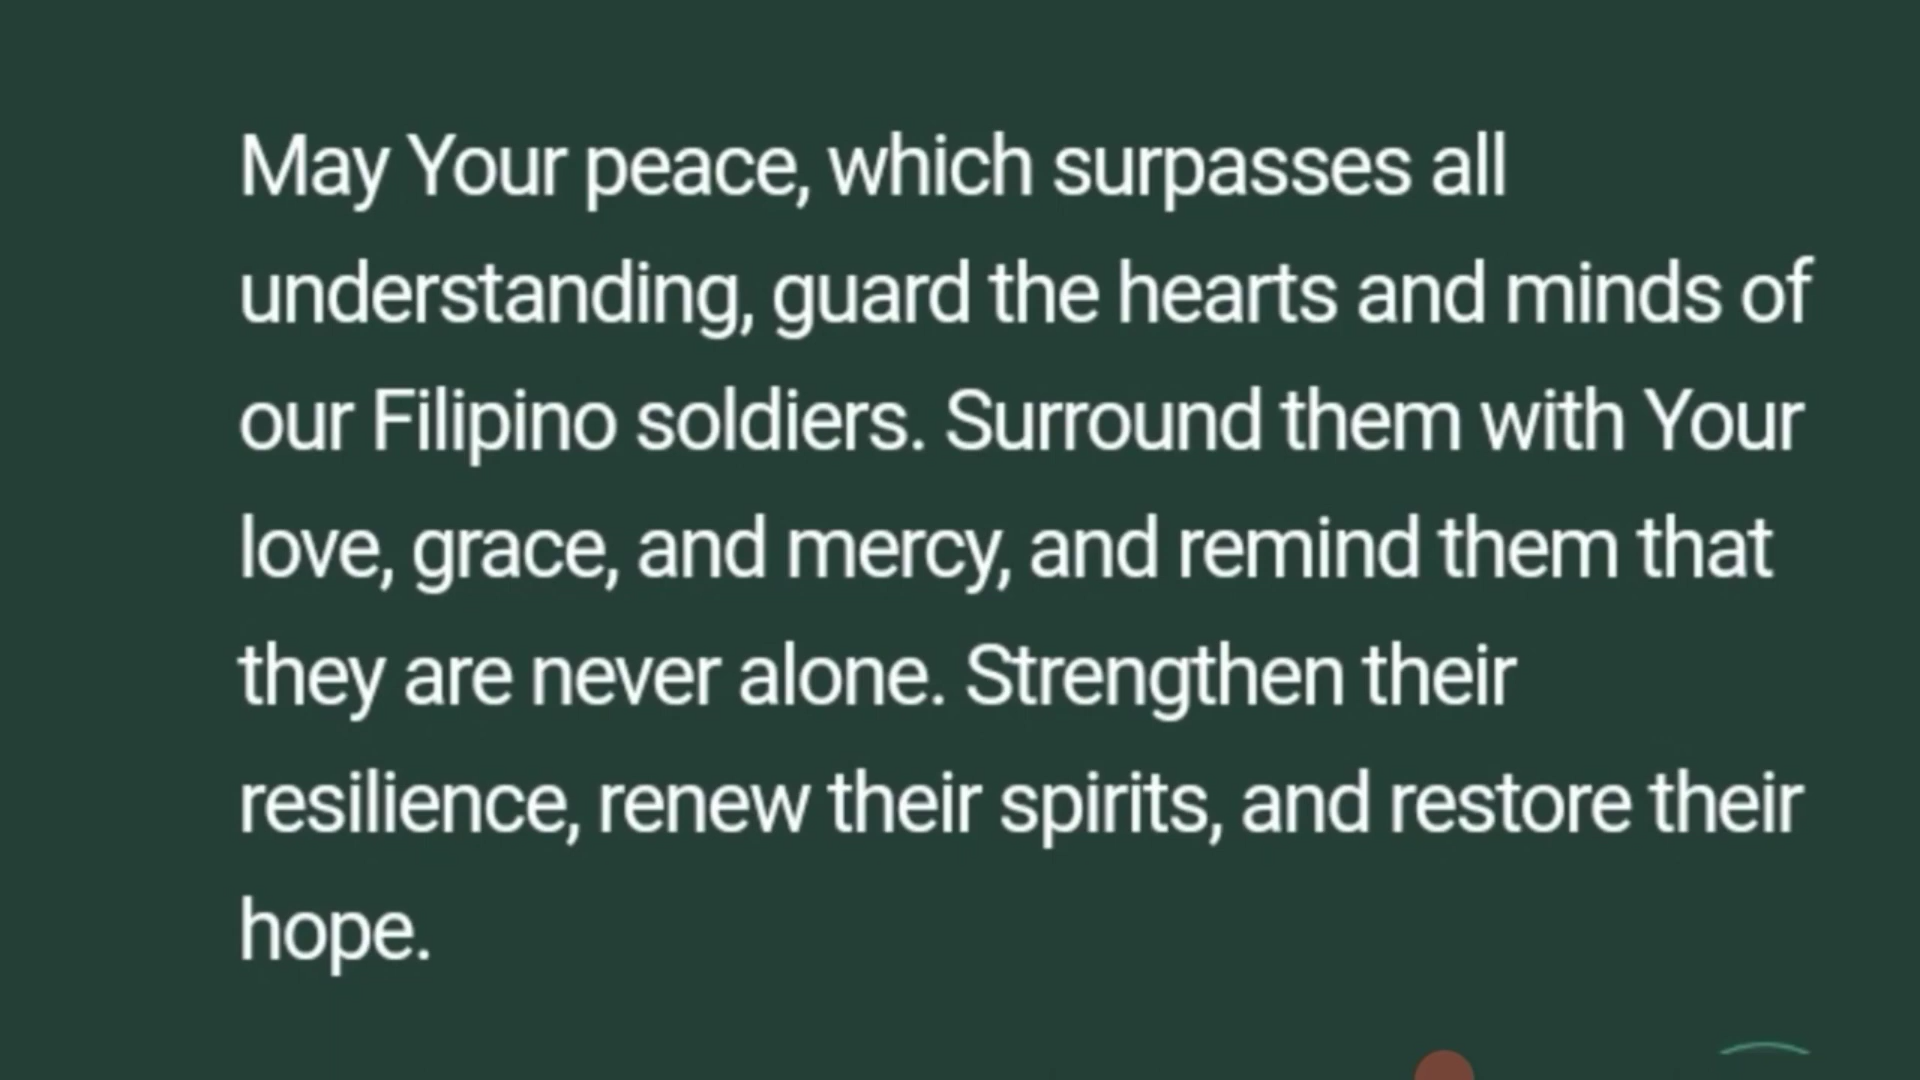 May Your peace, which surpasses all
understanding, guard the hearts and minds of
our Filipino soldiers. Surround them with Your
love, grace, and mercy, and remind them that
they are never alone. Strengthen their
resilience, renew their spirits, and restore their
hope.